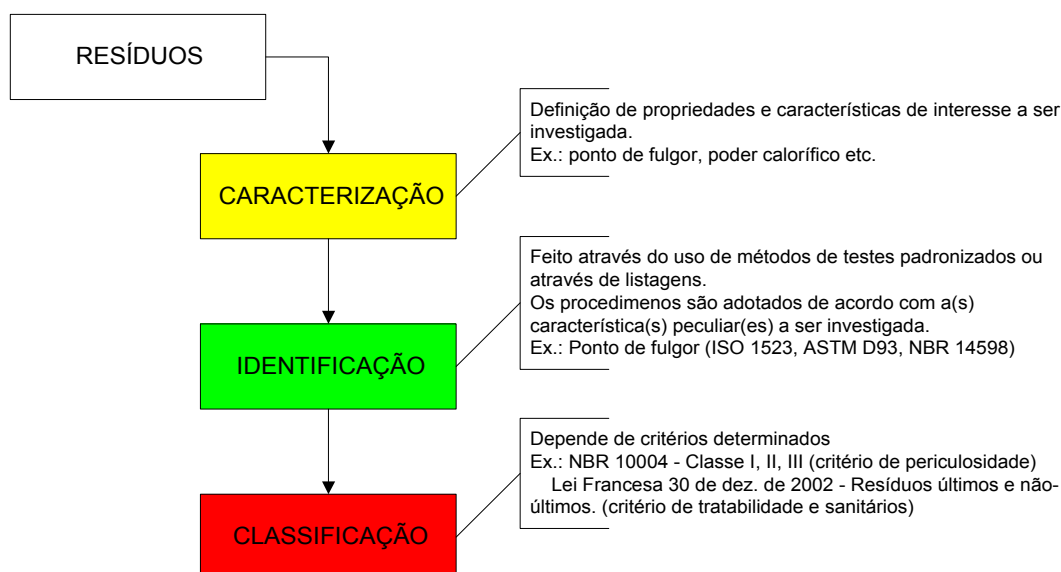 RESÍDUOS
Definição de propriedades e características de interesse a ser
investigada.
Ex.: ponto de fulgor, poder calorífico etc.
CARACTERIZAÇÃO
Feito através do uso de métodos de testes padronizados ou
através de listagens.
Os procedimenos são adotados de acordo com a(s)
característica(s) peculiar(es) a ser investigada.
Ex.: Ponto de fulgor (ISO 1523, ASTM D93, NBR 14598)
IDENTIFICAÇÃO
Depende de critérios determinados
Ex.: NBR 10004 - Classe I, II, III (critério de periculosidade)
Lei Francesa 30 de dez. de 2002 - Resíduos últimos e não-
últimos. (critério de tratabilidade e sanitários)
CLASSIFICAÇÃO